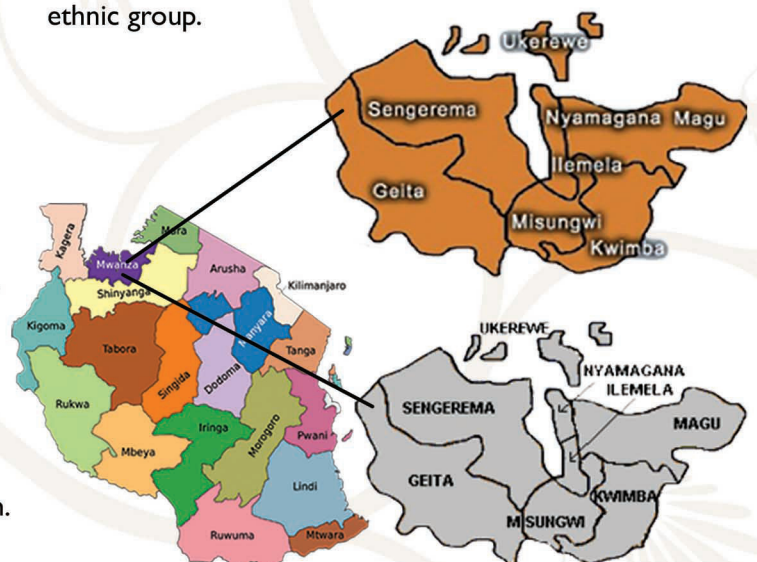 ethnic group.
Ukerewe
Sengerema
Nyamagana Magu
Ilemela
Geita
Misungwi
Kwimba
Kagera
Mara
Mwanza
Arusha
Shinyanga
Kilimanjaro
Kigoma
Manyara
Tabora
Tanga
Singida
Dodoma
Rukwa
Iringa
Morogoro
Pwani
Mbeya
Lindi
Ruwuma
Mtwara
UKEREWE
NYAMAGANA
ILEMELA
SENGEREMA
MAGU
GEITA
KWIMBA
MISUNGWI